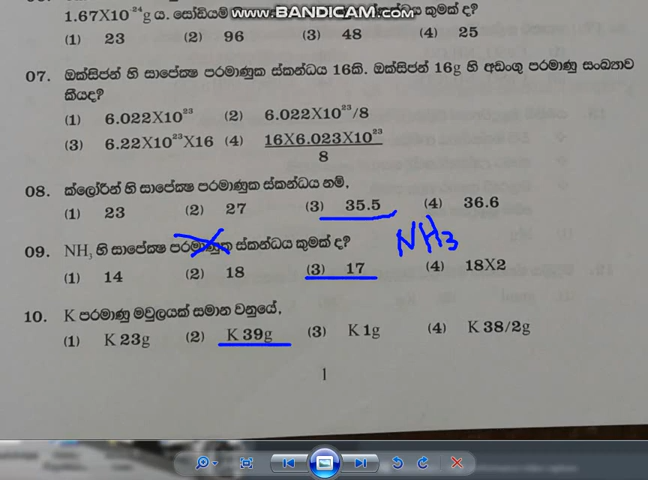 www.BANDICAM.com
1.67X10⁻²⁴g ය. සෝඩියම් ස්කන්ධය කුමක් ද?
(1) 23 (2) 96 (3) 48 (4) 25
07. ඔක්සිජන් හි සාපේක්ෂ පරමාණුක ස්කන්ධය 16කි. ඔක්සිජන් 16g හි අඩංගු පරමාණු සංඛ්‍යාව
කීයද?
(1) 6.022X10²³ (2) 6.022X10²³/8
(3) 6.22X10²³X16 (4) 16X6.023X10²³
8
08. ක්ලෝරීන් හි සාපේක්ෂ පරමාණුක ස්කන්ධය නම්,
(1) 23 (2) 27 (3) 35.5 (4) 36.6
NH₃
09. NH₃ හි සාපේක්ෂ පරමාණුක ස්කන්ධය කුමක් ද?
(1) 14 (2) 18 (3) 17 (4) 18X2
10. K පරමාණු මවුලයක් සමාන වනුයේ,
(1) K 23g (2) K 39g (3) K 1g (4) K 38/2g
1